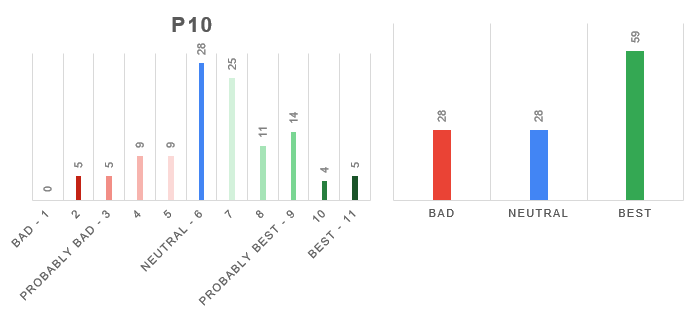 P10
0
5
5
9
9
28
25
11
14
4
5
BAD - 1
2
PROBABLY BAD - 3
4
5
NEUTRAL - 6
7
8
PROBABLY BEST - 9
10
BEST - 11
28
28
59
BAD
NEUTRAL
BEST